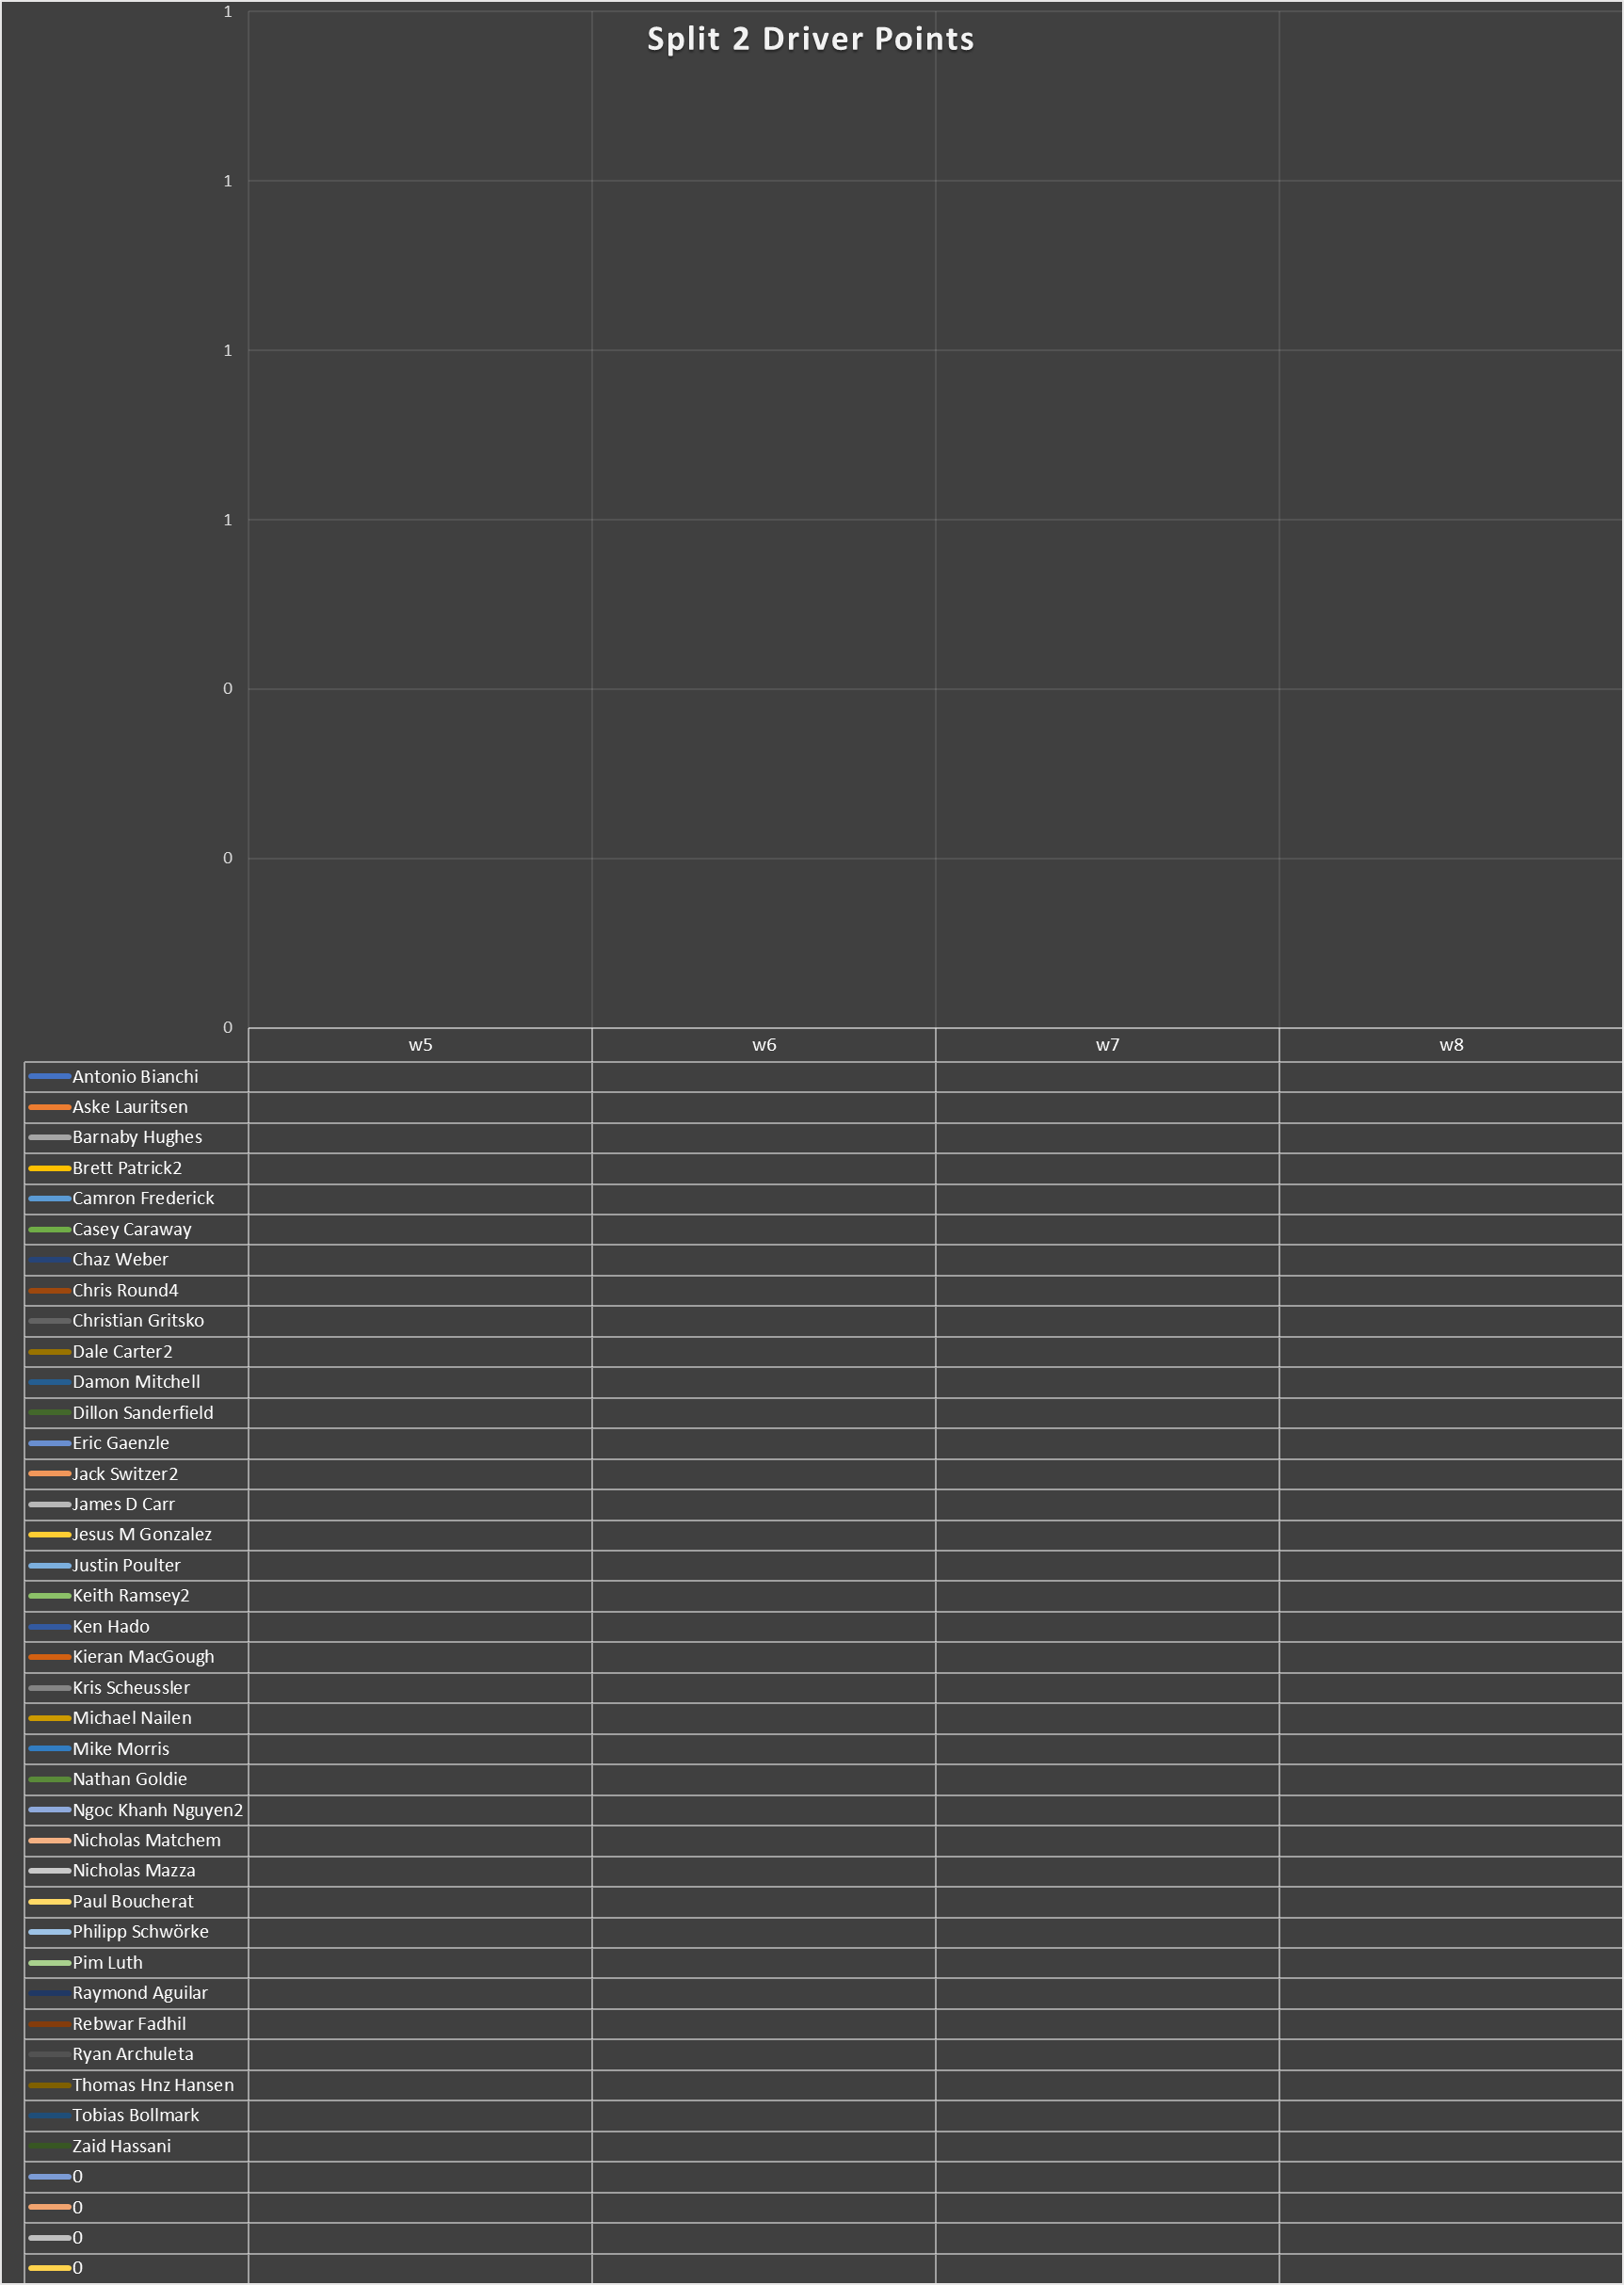 Split 2 Driver Points
1
1
1
1
0
0
0
w5 w6 w7 w8
Antonio Bianchi
Aske Lauritsen
Barnaby Hughes
Brett Patrick2
Camron Frederick
Casey Caraway
Chaz Weber
Chris Round4
Christian Gritsko
Dale Carter2
Damon Mitchell
Dillon Sanderfield
Eric Gaenzle
Jack Switzer2
James D Carr
Jesus M Gonzalez
Justin Poulter
Keith Ramsey2
Ken Hado
Kieran MacGough
Kris Scheussler
Michael Nailen
Mike Morris
Nathan Goldie
Ngoc Khanh Nguyen2
Nicholas Matchem
Nicholas Mazza
Paul Boucherat
Philipp Schwörke
Pim Luth
Raymond Aguilar
Rebwar Fadhil
Ryan Archuleta
Thomas Hnz Hansen
Tobias Bollmark
Zaid Hassani
0
0
0
0